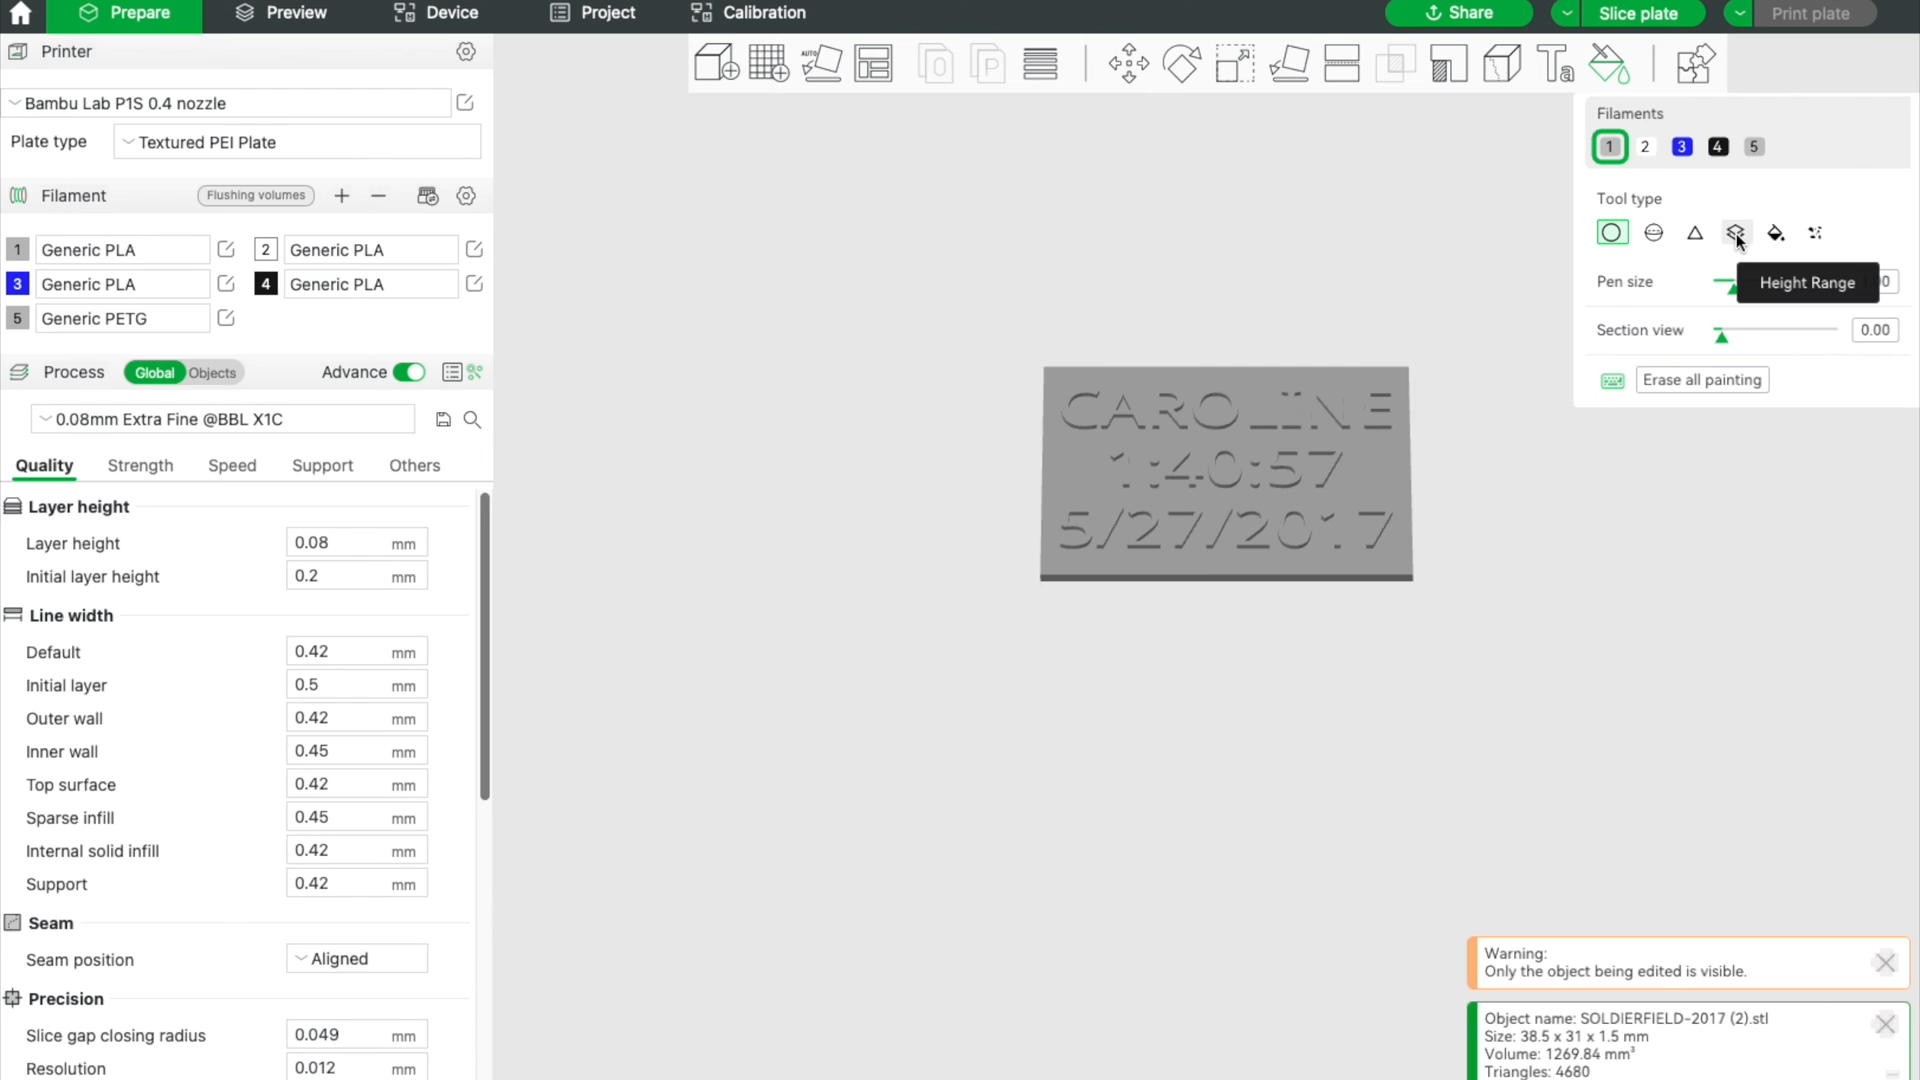 Prepare
Preview
Device
Project
Calibration
Share
Slice plate
Print plate
Printer
Bambu Lab P1S 0.4 nozzle
Plate type
Textured PEI Plate
Filament
Flushing volumes
1 Generic PLA
2 Generic PLA
3 Generic PLA
4 Generic PLA
5 Generic PETG
Process
Global
Objects
Advance
0.08mm Extra Fine @BBL X1C
Quality
Strength
Speed
Support
Others
Layer height
Layer height 0.08 mm
Initial layer height 0.2 mm
Line width
Default 0.42 mm
Initial layer 0.5 mm
Outer wall 0.42 mm
Inner wall 0.45 mm
Top surface 0.42 mm
Sparse infill 0.45 mm
Internal solid infill 0.42 mm
Support 0.42 mm
Seam
Seam position Aligned
Precision
Slice gap closing radius 0.049 mm
Resolution 0.012 mm
AUTO
O
P
Ta
CAROLINE
1:40:57
5/27/2017
Filaments
1 2 3 4 5
Tool type
Pen size
Height Range
Section view 0.00
Erase all painting
Warning:
Only the object being edited is visible.
Object name: SOLDIERFIELD-2017 (2).stl
Size: 38.5 x 31 x 1.5 mm
Volume: 1269.84 mm³
Triangles: 4680